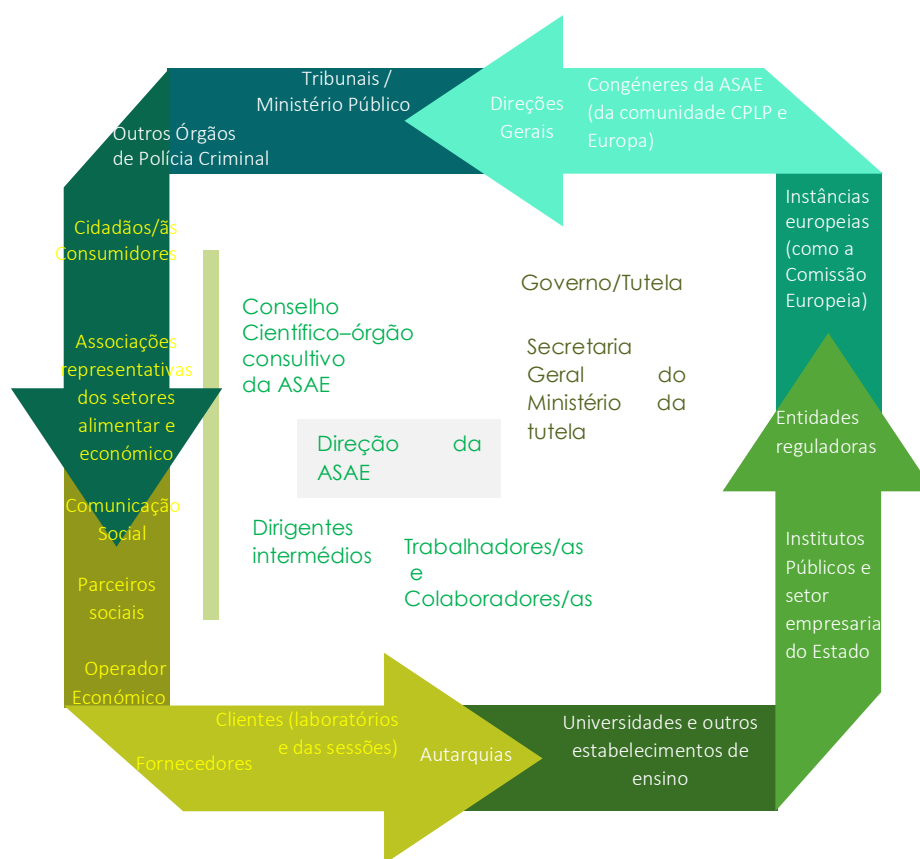 Tribunais /
Ministério Público
Direções
Gerais
Congéneres da ASAE
(da comunidade CPLP e
Europa)
Outros Órgãos
de Polícia Criminal
Instâncias
europeias
(como a
Comissão
Europeia)
Cidadãos/ãs
Consumidores
Governo/Tutela
Conselho
Científico–órgão
consultivo
da ASAE
Secretaria
Geral do
Ministério da
tutela
Associações
representativas
dos setores
alimentar e
económico
Direção da
ASAE
Entidades
reguladoras
Comunicação
Social
Dirigentes
intermédios
Trabalhadores/as
e
Colaboradores/as
Institutos
Públicos e
setor
empresaria
do Estado
Parceiros
sociais
Operador
Económico
Clientes (laboratórios
e das sessões)
Fornecedores
Autarquias
Universidades e outros
estabelecimentos de
ensino